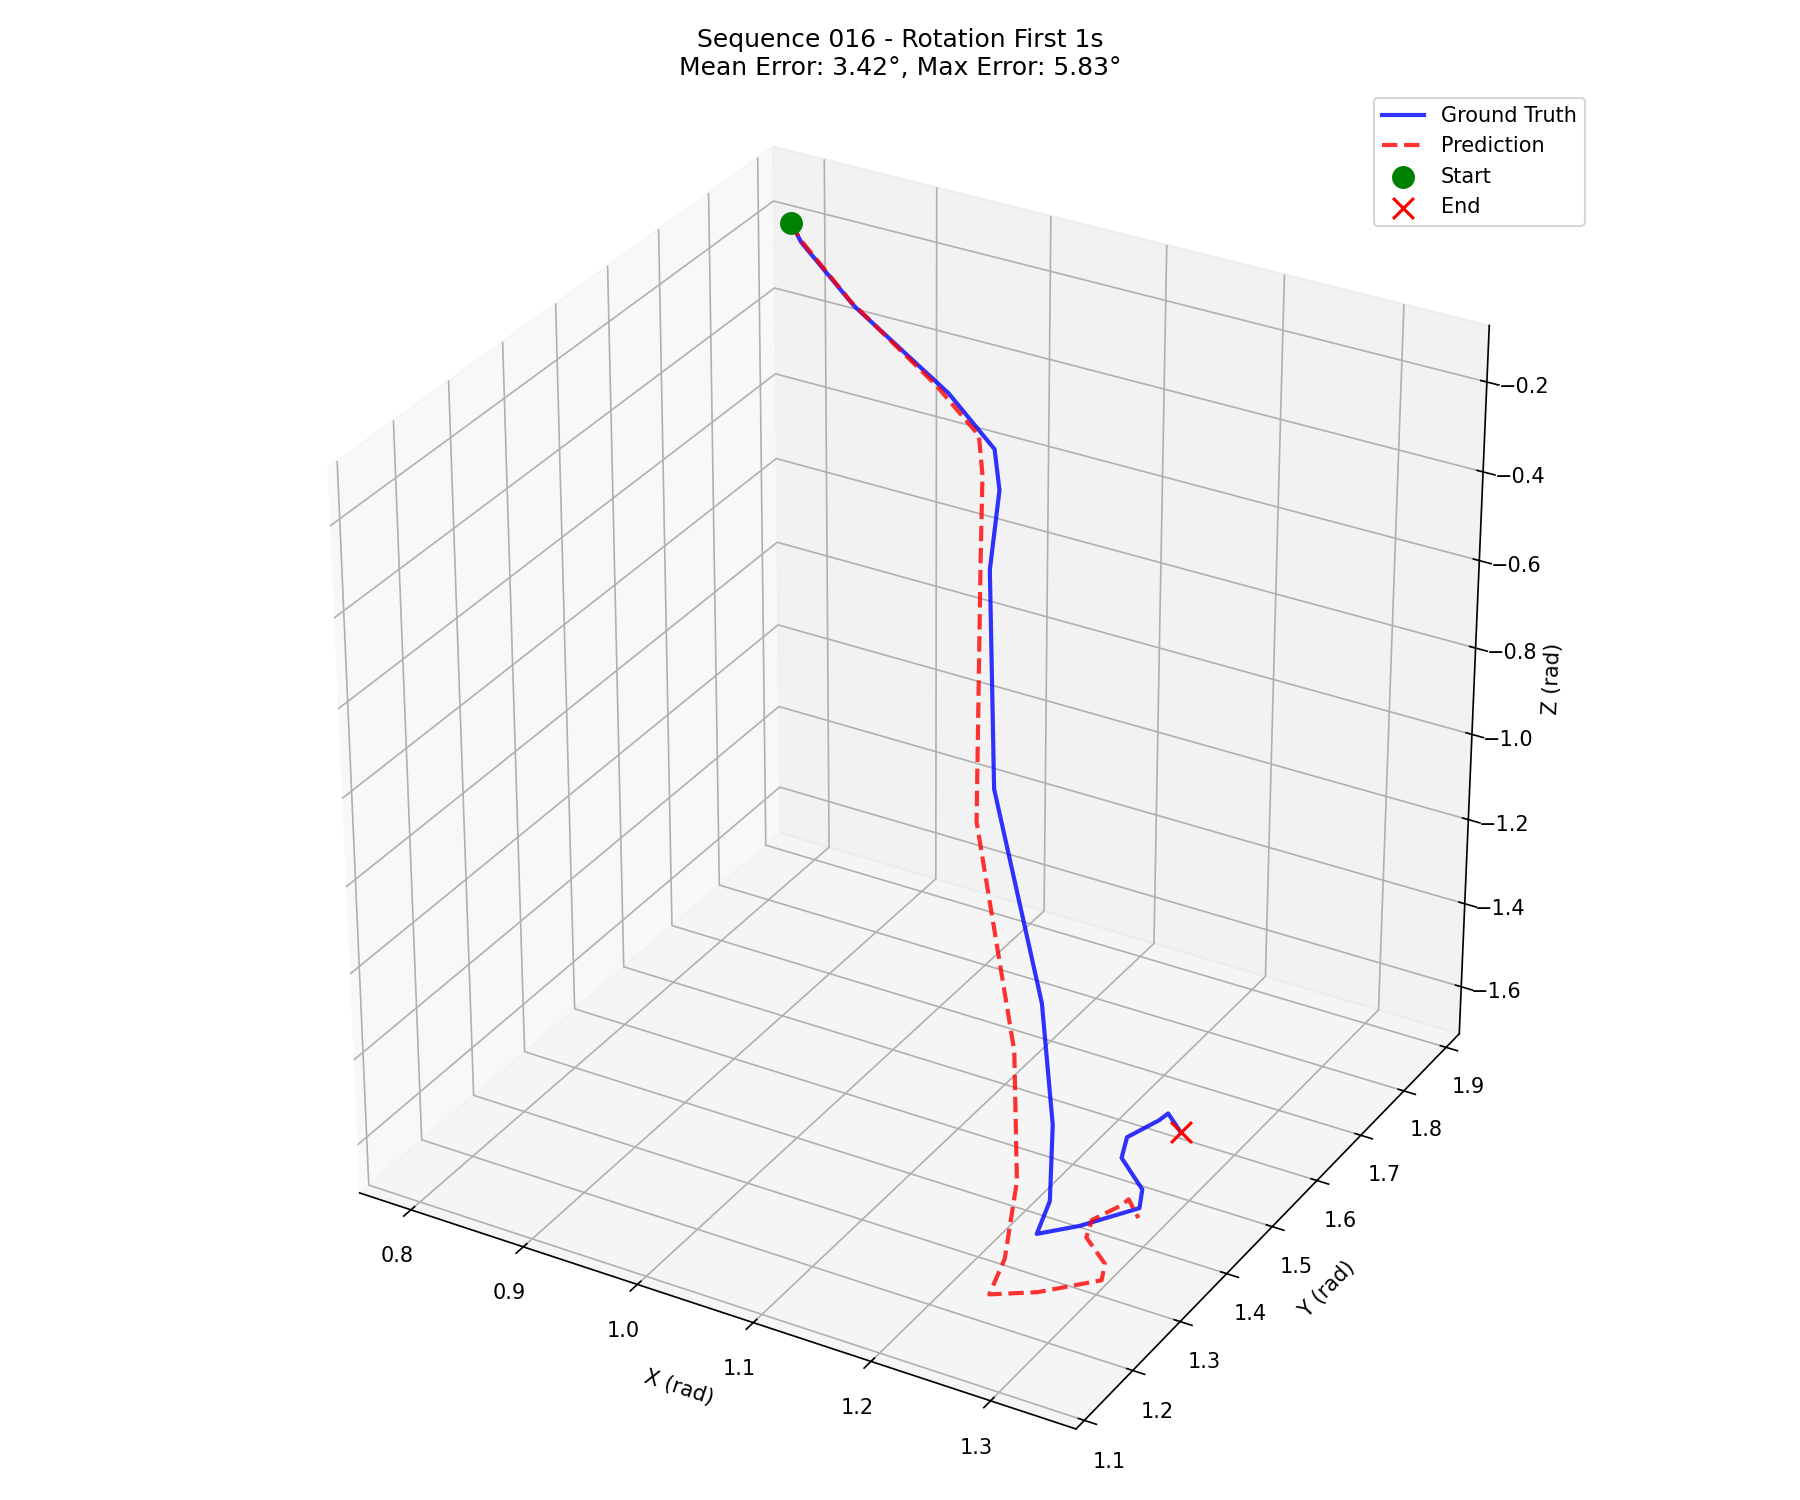 Sequence 016 - Rotation First 1s
Mean Error: 3.42°, Max Error: 5.83°
Ground Truth
Prediction
Start
End
−0.2
−0.4
−0.6
−0.8
−1.0
−1.2
−1.4
−1.6
Z (rad)
1.9
1.8
1.7
1.6
1.5
1.4
1.3
1.2
1.1
Y (rad)
0.8
0.9
1.0
1.1
1.2
1.3
X (rad)